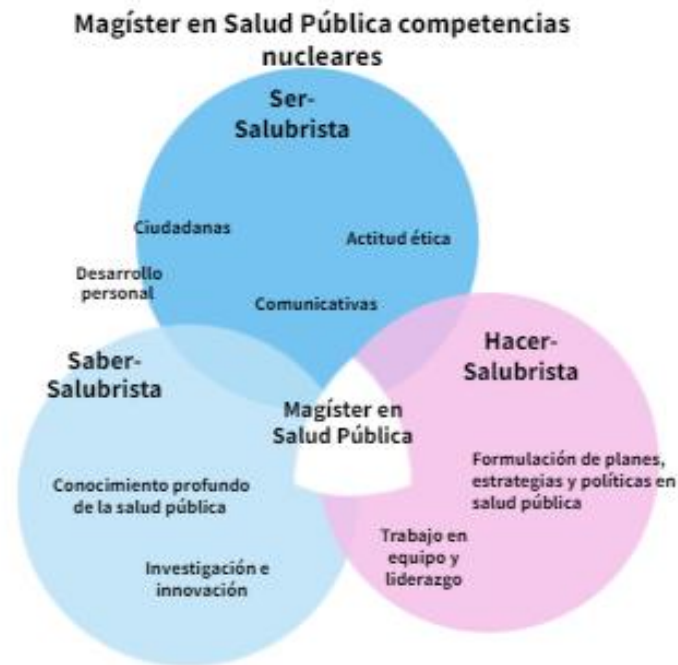 Magíster en Salud Pública competencias
nucleares
Ser-
Salubrista
Ciudadanas
Actitud ética
Desarrollo
personal
Comunicativas
Saber-
Salubrista
Hacer-
Salubrista
Magíster en
Salud Pública
Conocimiento profundo
de la salud pública
Formulación de planes,
estrategias y políticas en
salud pública
Trabajo en
equipo y
liderazgo
Investigación e
innovación